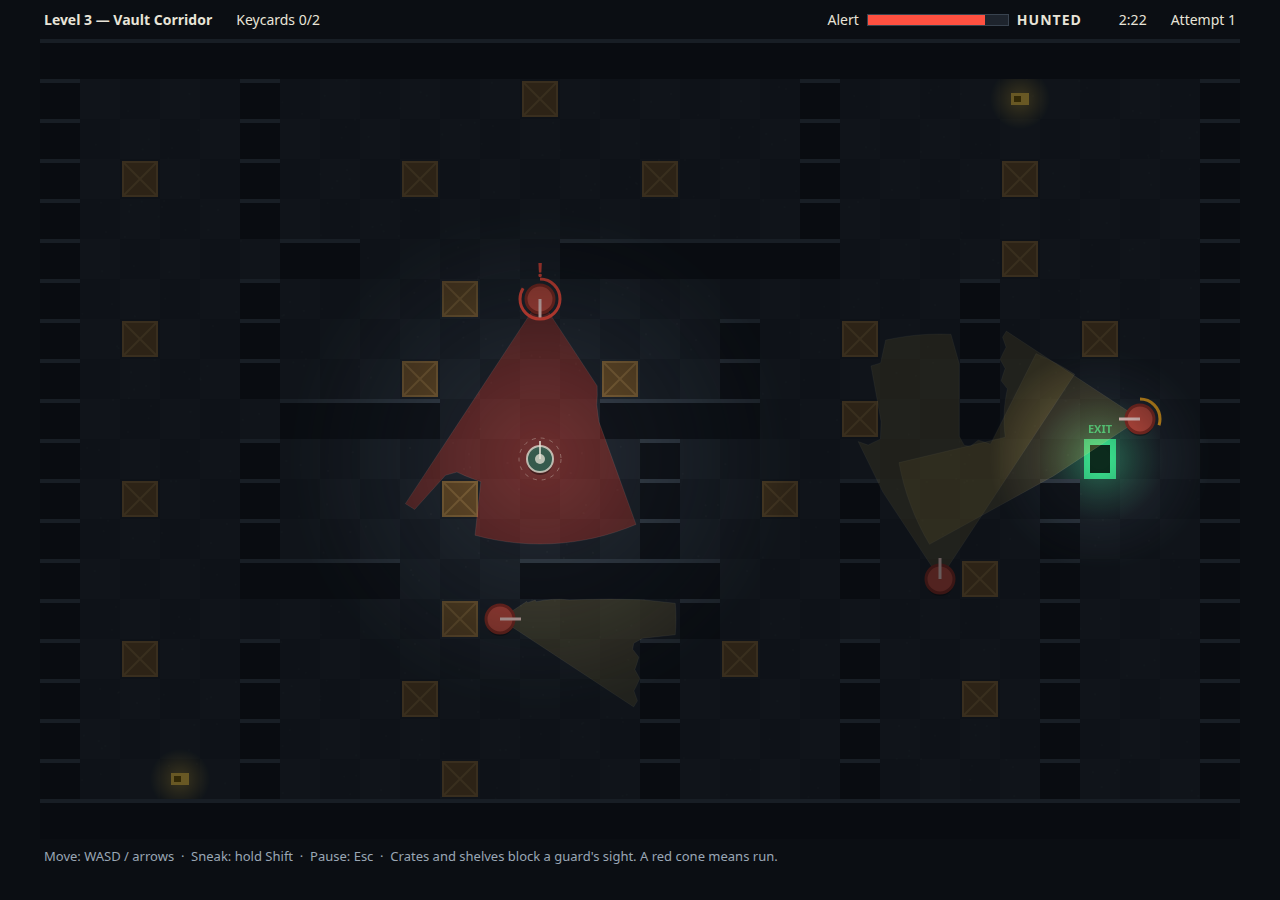 Level 3 — Vault Corridor Keycards 0/2 Alert HUNTED 2:22 Attempt 1
!
EXIT
Move: WASD / arrows · Sneak: hold Shift · Pause: Esc · Crates and shelves block a guard's sight. A red cone means run.